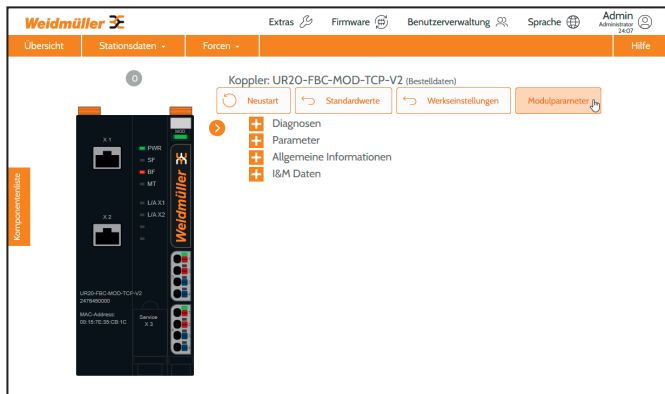 Weidmüller
Extras
Firmware
Benutzerverwaltung
Sprache
Admin
Administrator
24:07
Übersicht
Stationsdaten
Forcen
Hilfe
0
Koppler: UR20-FBC-MOD-TCP-V2 (Bestelldaten)
Neustart
Standardwerte
Werkseinstellungen
Modulparameter
Diagnosen
Parameter
Allgemeine Informationen
I&M Daten
Komponentenliste
X 1
MOD
PWR
SF
BF
MT
L/A X1
L/A X2
X 2
Weidmüller
UR20-FBC-MOD-TCP-V2
2476450000
MAC-Address:
00:15:7E:35:CB:1C
Service
X 3